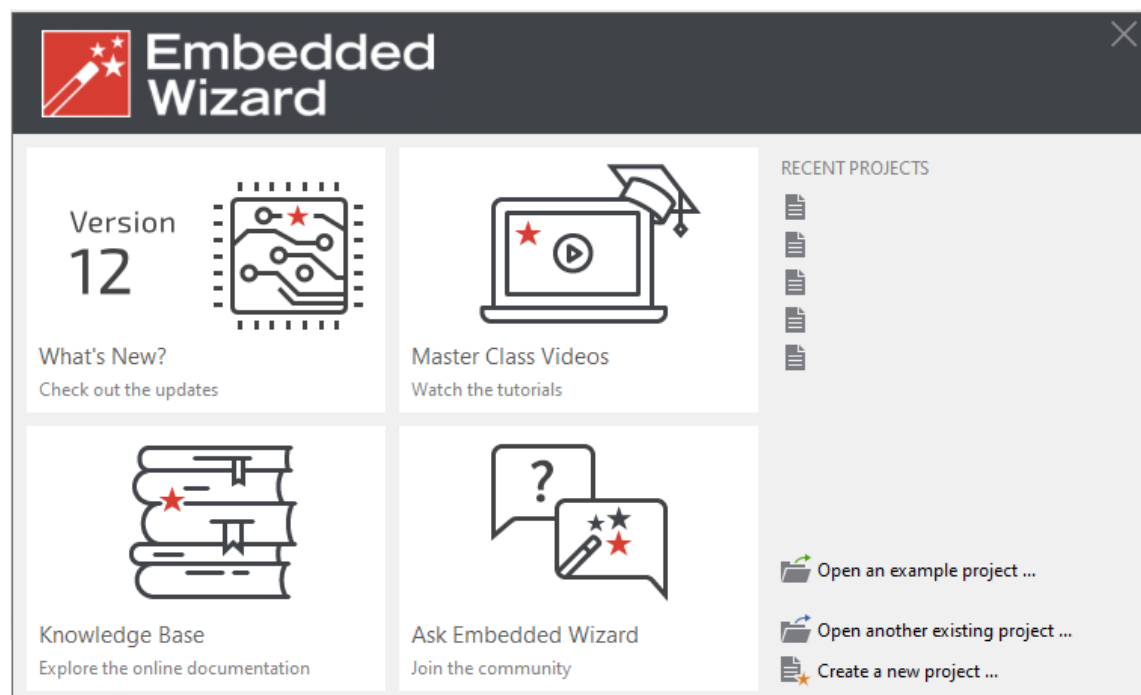 Embedded
Wizard
Version
12
What's New?
Check out the updates
Master Class Videos
Watch the tutorials
Knowledge Base
Explore the online documentation
?
Ask Embedded Wizard
Join the community
RECENT PROJECTS
Open an example project ...
Open another existing project ...
Create a new project ...